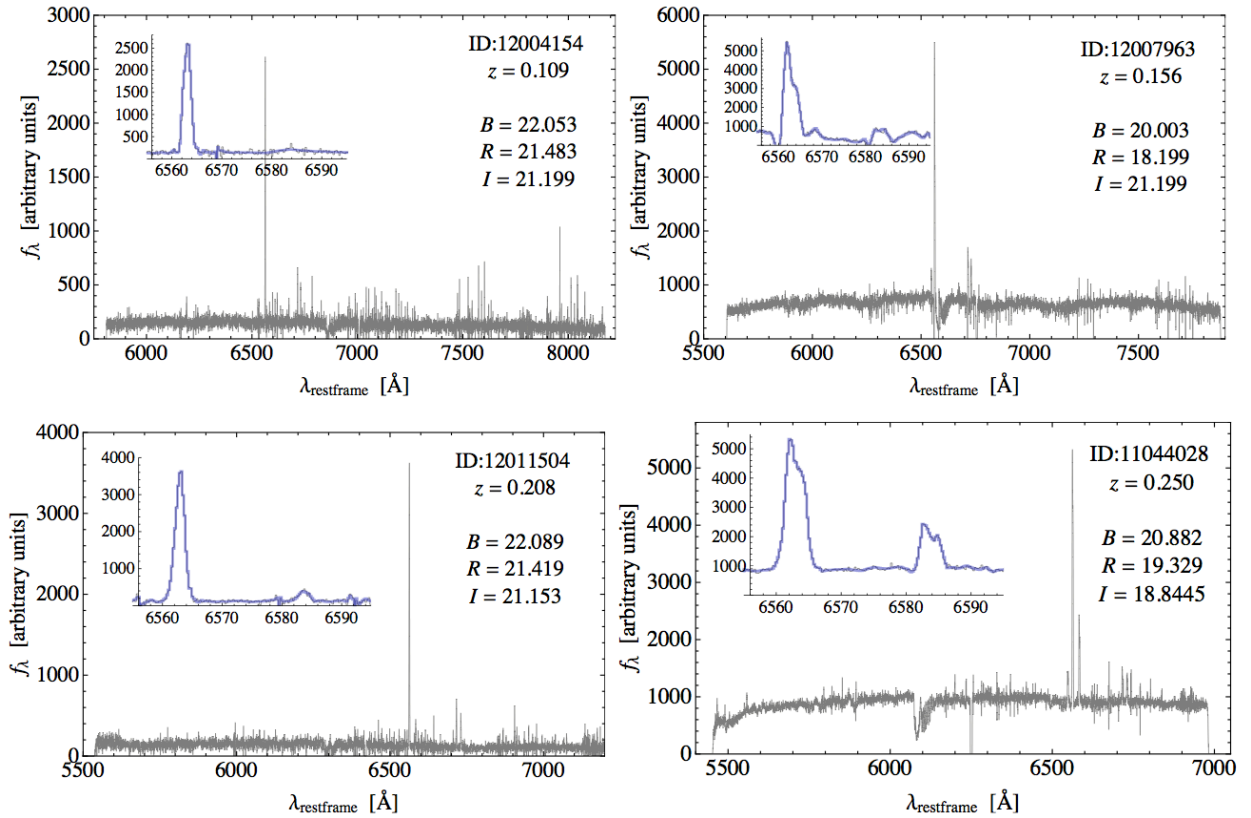 3000
2500
2000
1500
1000
500
0
fλ [arbitrary units]
2500
2000
1500
1000
500
6560 6570 6580 6590
ID:12004154
z = 0.109
B = 22.053
R = 21.483
I = 21.199
6000 6500 7000 7500 8000
λrestframe [Å]
6000
5000
4000
3000
2000
1000
0
fλ [arbitrary units]
5000
4000
3000
2000
1000
6560 6570 6580 6590
ID:12007963
z = 0.156
B = 20.003
R = 18.199
I = 21.199
5500 6000 6500 7000 7500
λrestframe [Å]
4000
3000
2000
1000
0
fλ [arbitrary units]
4000
3000
2000
1000
6560 6570 6580 6590
ID:12011504
z = 0.208
B = 22.089
R = 21.419
I = 21.153
5500 6000 6500 7000
λrestframe [Å]
5000
4000
3000
2000
1000
0
fλ [arbitrary units]
5000
4000
3000
2000
1000
6560 6570 6580 6590
ID:11044028
z = 0.250
B = 20.882
R = 19.329
I = 18.8445
5500 6000 6500 7000
λrestframe [Å]